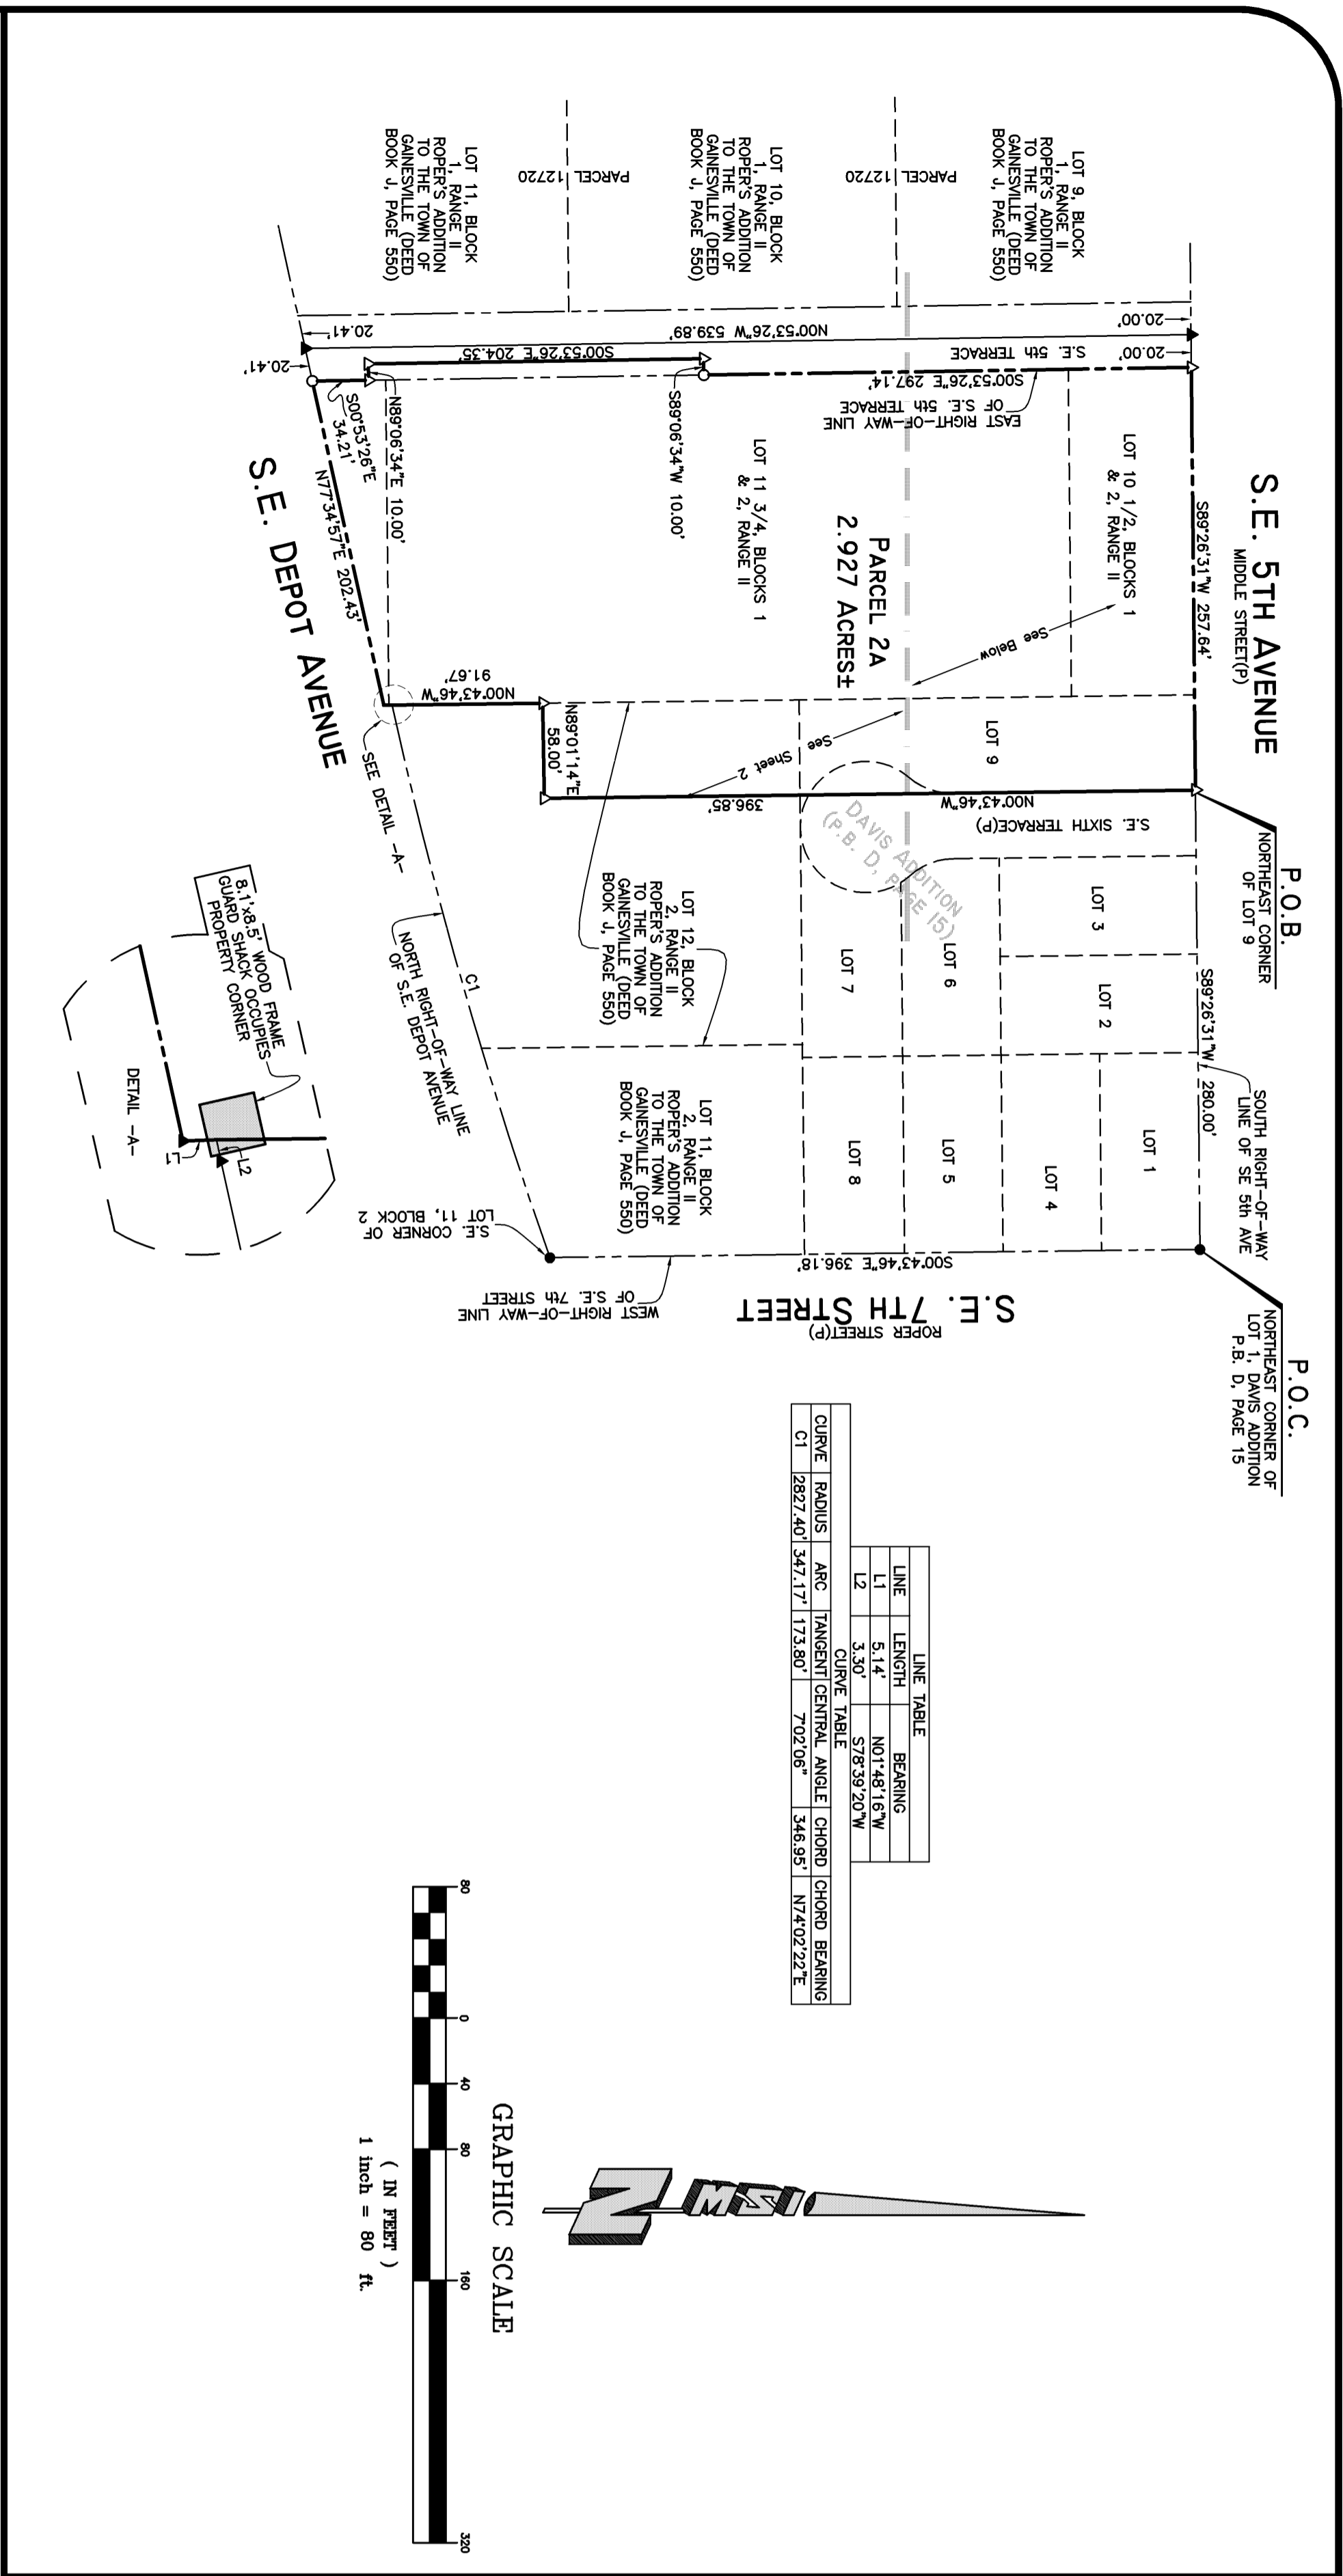 P.O.C.
NORTHEAST CORNER OF
LOT 1, DAVIS ADDITION
P.B. D, PAGE 15
P.O.B.
NORTHEAST CORNER
OF LOT 9
S.E. 5TH AVENUE
MIDDLE STREET(P)
S89°26'31"W 257.64'
S89°26'31"W 280.00'
SOUTH RIGHT-OF-WAY
LINE OF SE 5th AVE
20.00'
20.00'
LOT 9, BLOCK
1, RANGE II
ROPER'S ADDITION
TO THE TOWN OF
GAINESVILLE (DEED
BOOK J, PAGE 550)
PARCEL 12720
LOT 10, BLOCK
1, RANGE II
ROPER'S ADDITION
TO THE TOWN OF
GAINESVILLE (DEED
BOOK J, PAGE 550)
PARCEL 12720
LOT 11, BLOCK
1, RANGE II
ROPER'S ADDITION
TO THE TOWN OF
GAINESVILLE (DEED
BOOK J, PAGE 550)
N00°53'26"W 539.89'
S.E. 5th TERRACE
S00°53'26"E 297.14'
EAST RIGHT-OF-WAY LINE
OF S.E. 5th TERRACE
S00°53'26"E 204.35'
S89°06'34"W 10.00'
N89°06'34"E 10.00'
S00°53'26"E
34.21'
20.41'
20.41'
N77°34'57"E 202.43'
S.E. DEPOT AVENUE
LOT 10 1/2, BLOCKS 1
& 2, RANGE II
See Below
PARCEL 2A
2.927 ACRES±
LOT 11 3/4, BLOCKS 1
& 2, RANGE II
LOT 9
See Sheet 2
N00°43'46"W
396.85'
N00°43'46"W
91.67'
N89°01'14"E
58.00'
SEE DETAIL -A-
S.E. SIXTH TERRACE(P)
DAVIS ADDITION
(P.B. D, PAGE 15)
LOT 3
LOT 2
LOT 1
LOT 4
LOT 6
LOT 5
LOT 7
LOT 8
LOT 12, BLOCK
2, RANGE II
ROPER'S ADDITION
TO THE TOWN OF
GAINESVILLE (DEED
BOOK J, PAGE 550)
LOT 11, BLOCK
2, RANGE II
ROPER'S ADDITION
TO THE TOWN OF
GAINESVILLE (DEED
BOOK J, PAGE 550)
C1
NORTH RIGHT-OF-WAY LINE
OF S.E. DEPOT AVENUE
S.E. CORNER OF
LOT 11, BLOCK 2
S00°43'46"E 396.18'
WEST RIGHT-OF-WAY LINE
OF S.E. 7th STREET
S.E. 7TH STREET
ROPER STREET(P)
8.1'x8.5' WOOD FRAME
GUARD SHACK OCCUPIES
PROPERTY CORNER
L1
L2
DETAIL -A-
LINE TABLE
LINE LENGTH BEARING
L1 5.14' N01°48'16"W
L2 3.30' S78°39'20"W
CURVE TABLE
CURVE RADIUS ARC TANGENT CENTRAL ANGLE CHORD CHORD BEARING
C1 2827.40' 347.17' 173.80' 7°02'06" 346.95' N74°02'22"E
N
MSI
GRAPHIC SCALE
80 0 40 80 160 320
( IN FEET )
1 inch = 80 ft.